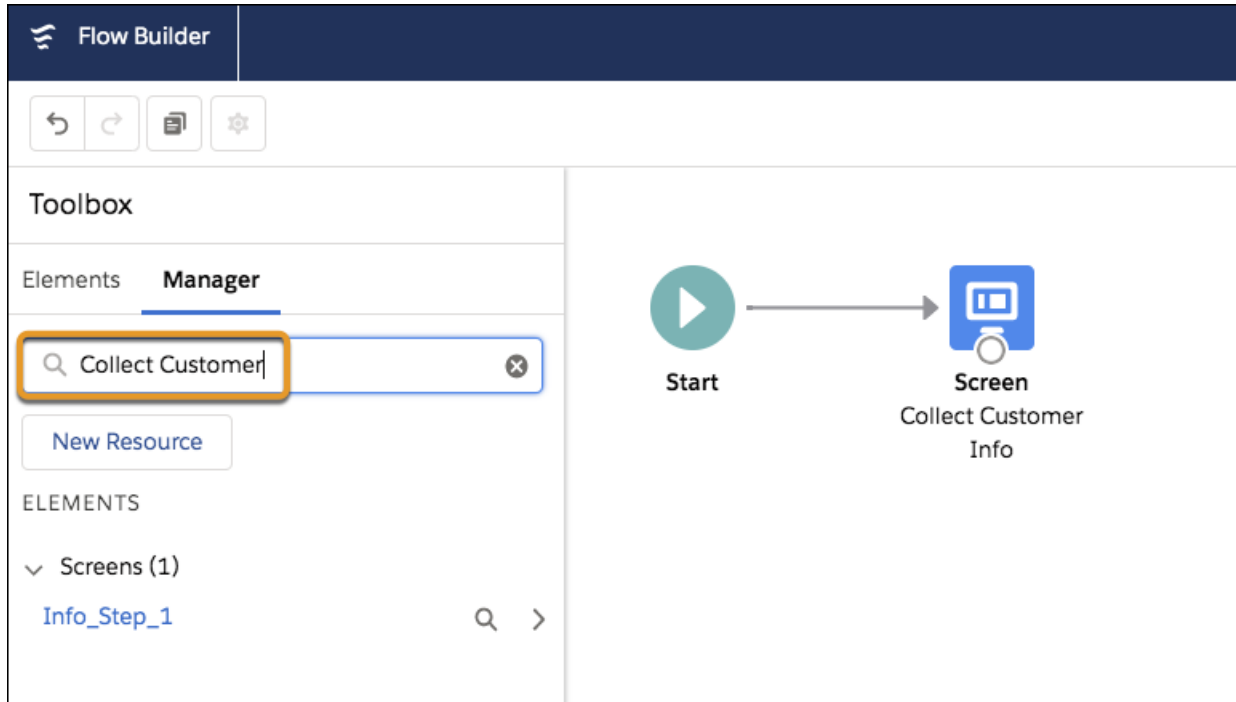 Flow Builder
Toolbox
Elements Manager
Collect Customer
New Resource
ELEMENTS
Screens (1)
Info_Step_1
Start
Screen
Collect Customer
Info